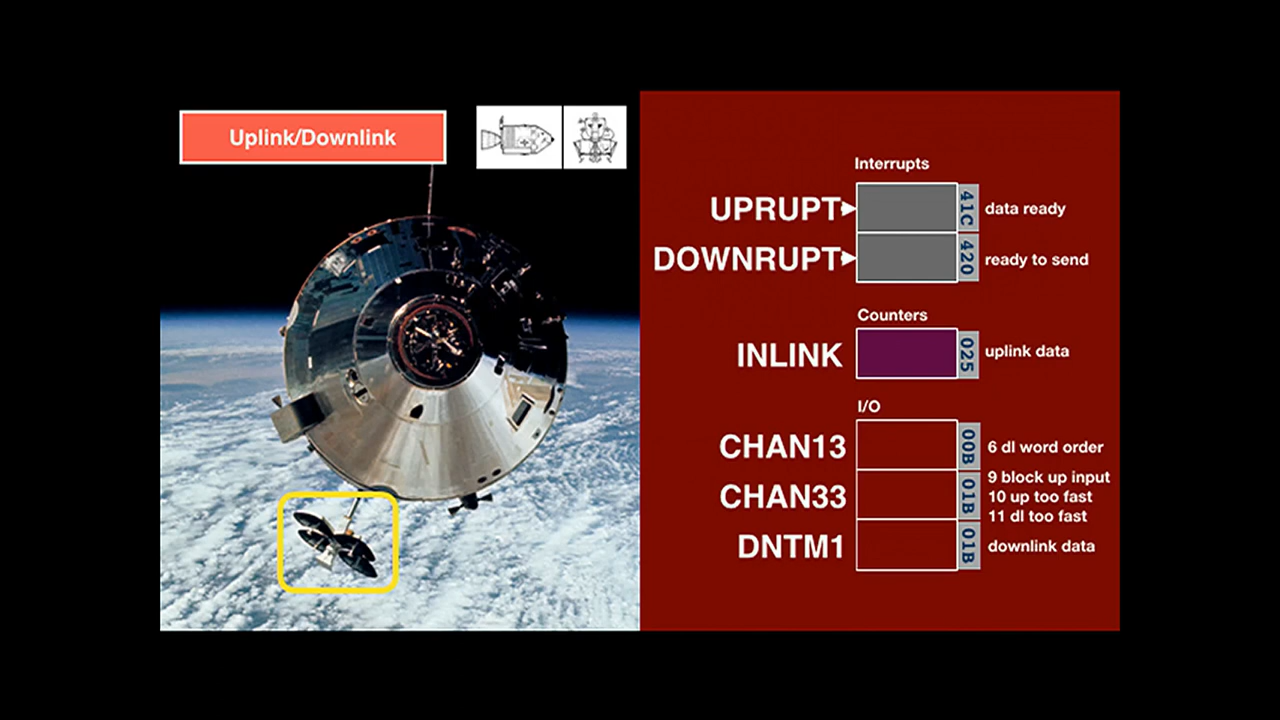 Uplink/Downlink
Interrupts
UPRUPT 41C data ready
DOWNRUPT 420 ready to send
Counters
INLINK 025 uplink data
I/O
CHAN13 00B 6 dl word order
CHAN33 01B 9 block up input
10 up too fast
11 dl too fast
DNTM1 01B downlink data